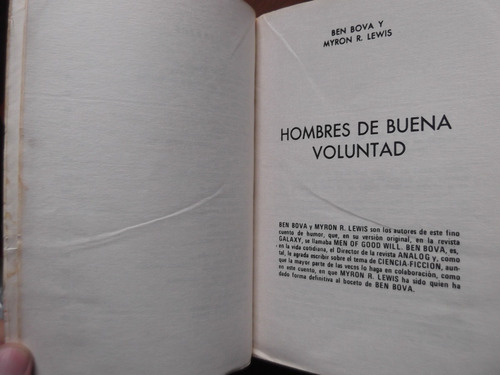 BEN BOVA Y
MYRON R. LEWIS
HOMBRES DE BUENA
VOLUNTAD
BEN BOVA y MYRON R. LEWIS son los autores de este fino
cuento de humor, que, en su versión original, en la revista
GALAXY, se llamaba MEN OF GOOD WILL. BEN BOVA, es,
en la vida cotidiana, el Director de la revista ANALOG y, como
tal, le agrada escribir sobre el tema de CIENCIA-FICCION, aun-
que la mayor parte de las veces lo haga en colaboración, como
en este cuento, en que MYRON R. LEWIS ha sido quien ha
dado forma definitiva al boceto de BEN BOVA.